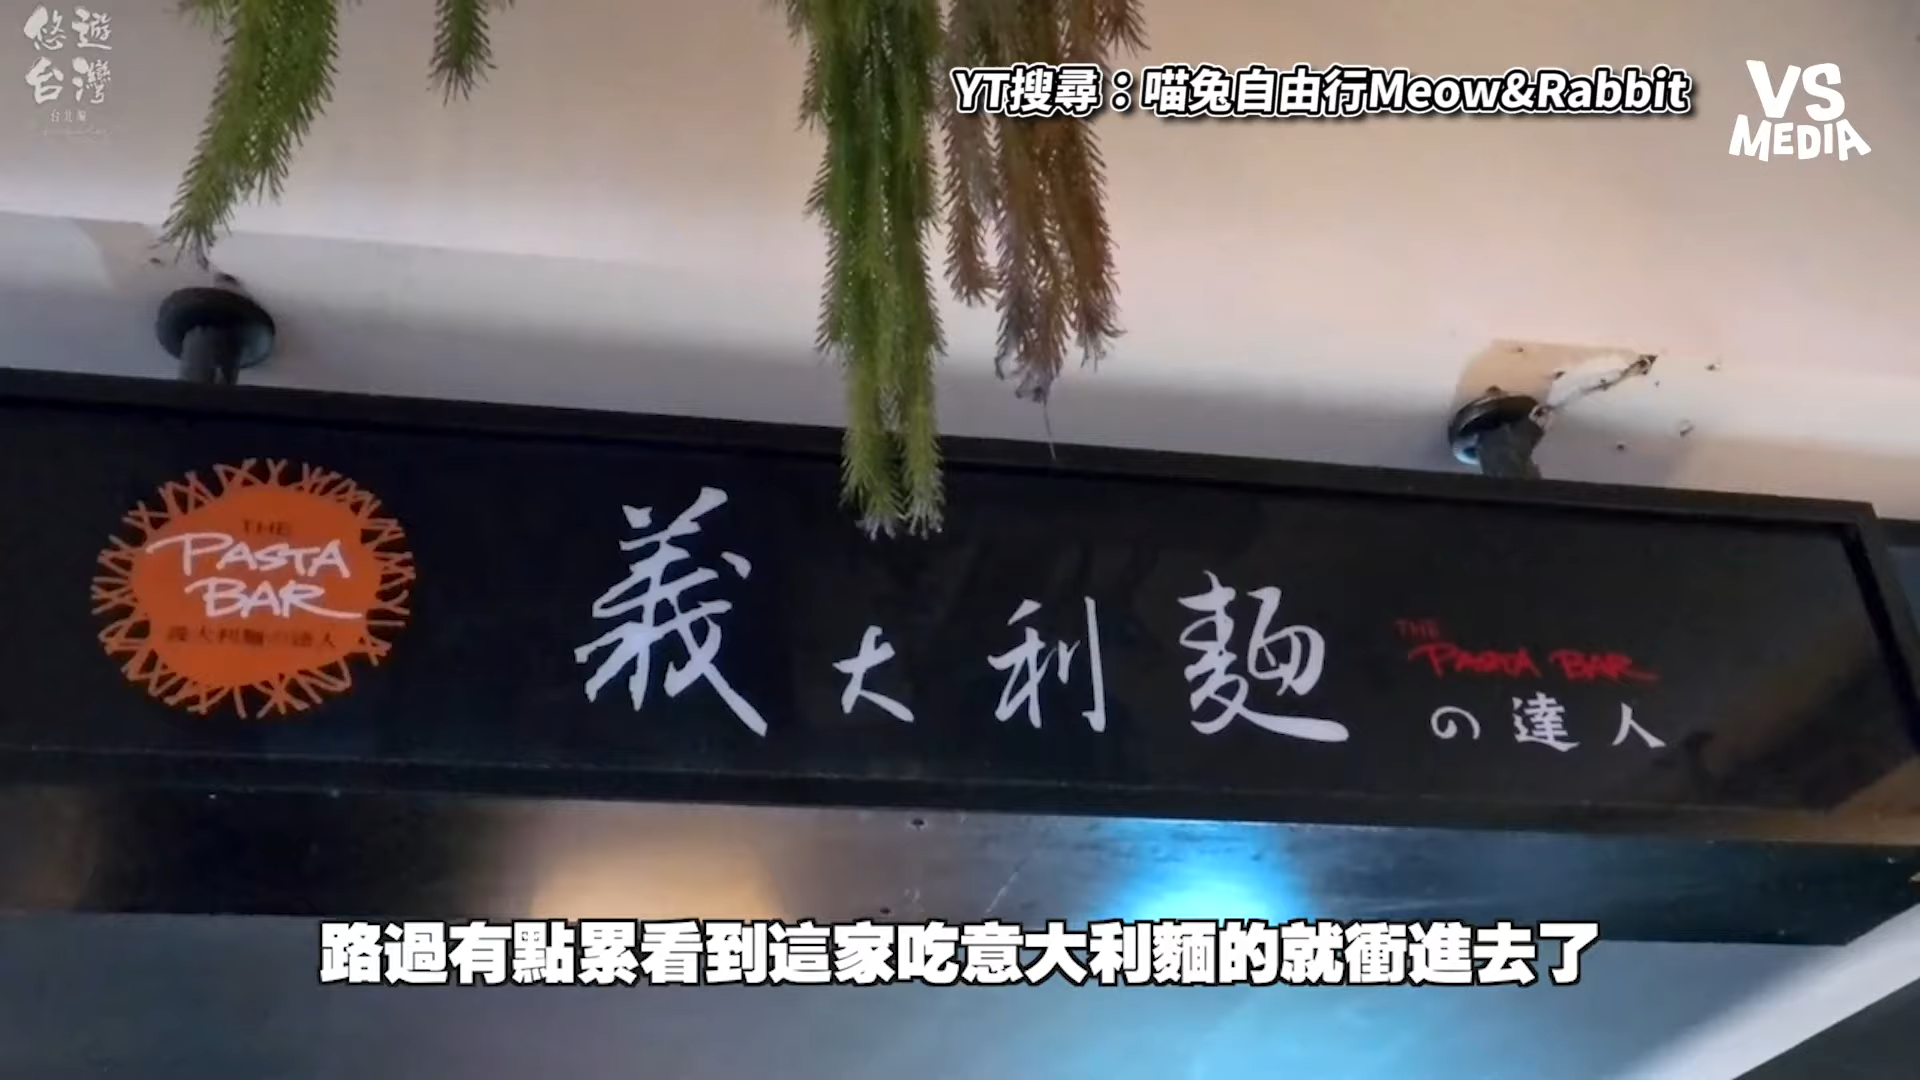 悠遊
台灣
台北篇
YT搜尋：喵兔自由行Meow&Rabbit
VS
MEDIA
THE
PASTA
BAR
義大利麵の達人
義大利麵
THE
PASTA BAR
の達人
路過有點累看到這家吃意大利麵的就衝進去了